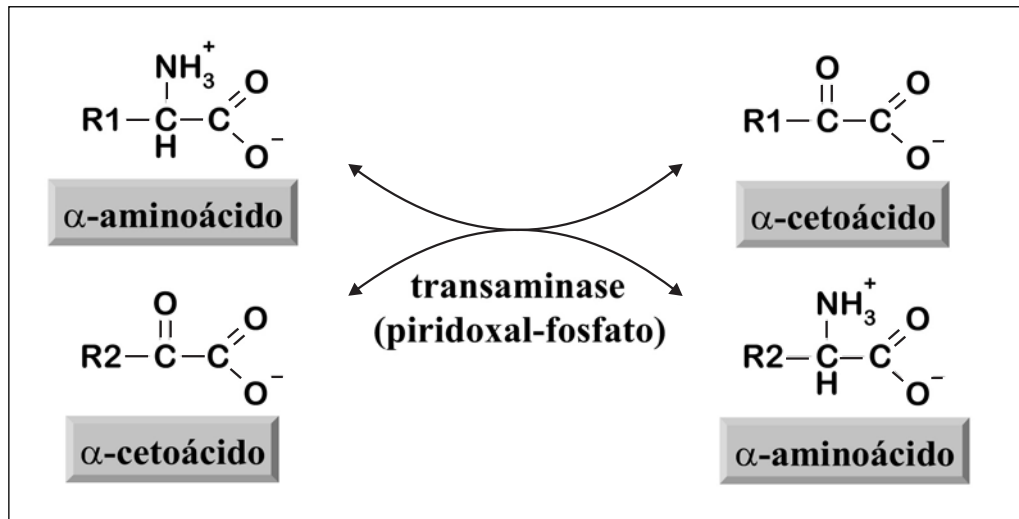 NH3+
O
R1—C—C
H
O−
α-aminoácido
O
O
R1—C—C
O−
α-cetoácido
transaminase
(piridoxal-fosfato)
O
O
R2—C—C
O−
α-cetoácido
NH3+
O
R2—C—C
H
O−
α-aminoácido